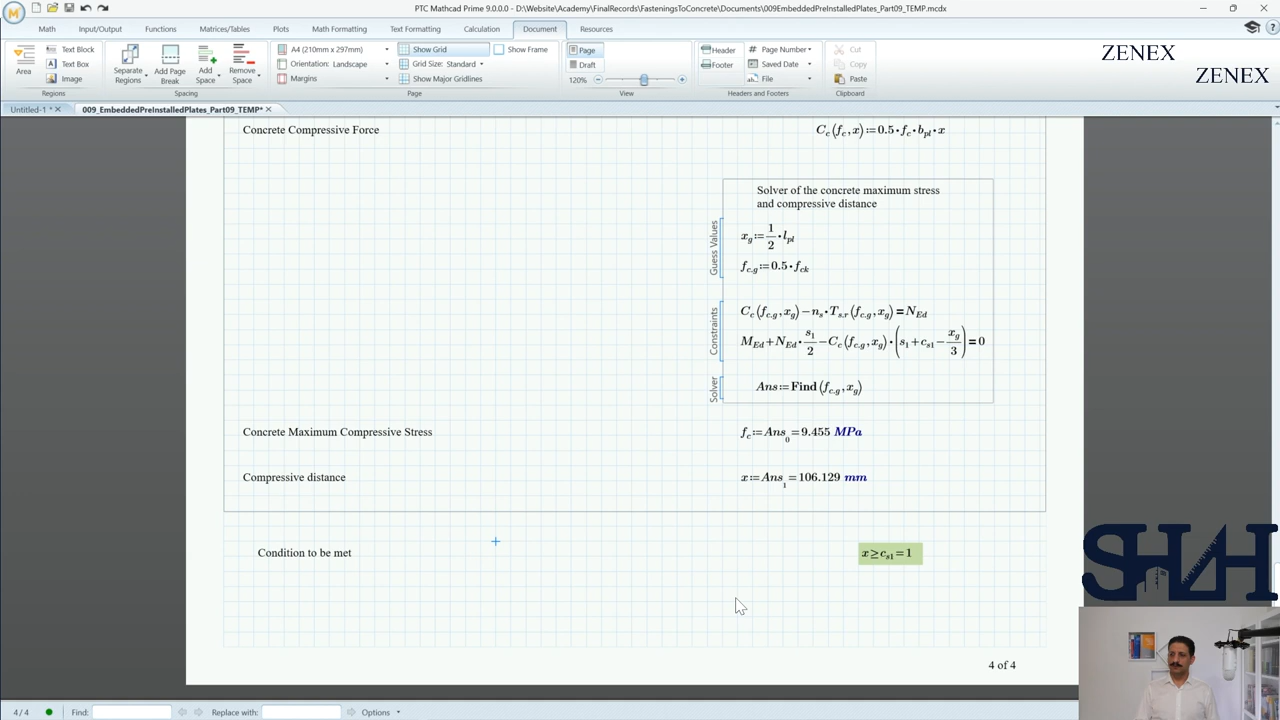 PTC Mathcad Prime 9.0.0.0 - D:\Website\Academy\FinalRecords\FasteningsToConcrete\Documents\009EmbeddedPreInstalledPlates_Part09_TEMP.mcdx
Math Input/Output Functions Matrices/Tables Plots Math Formatting Text Formatting Calculation Document Resources
Area
Text Block
Text Box
Image
Regions
Separate Regions
Add Page Break
Add Space
Remove Space
Spacing
A4 (210mm x 297mm)
Orientation: Landscape
Margins
Show Grid
Show Frame
Grid Size: Standard
Show Major Gridlines
Page
Page
Draft
120%
View
Header
Footer
Page Number
Saved Date
File
Headers and Footers
Cut
Copy
Paste
Clipboard
ZENEX
ZENEX
Untitled-1 * 009_EmbeddedPreInstalledPlates_Part09_TEMP*
Concrete Compressive Force C_c(f_c,x):=0.5·f_c·b_pl·x
Solver of the concrete maximum stress
and compressive distance
Guess Values
x_g:=1/2·l_pl
f_c.g:=0.5·f_ck
Constraints
C_c(f_c.g,x_g)−n_s·T_s.r(f_c.g,x_g)=N_Ed
M_Ed+N_Ed·s_1/2−C_c(f_c.g,x_g)·(s_1+c_s1−x_g/3)=0
Solver
Ans:=Find(f_c.g,x_g)
Concrete Maximum Compressive Stress f_c:=Ans_0=9.455 MPa
Compressive distance x:=Ans_1=106.129 mm
Condition to be met x≥c_s1=1
4 of 4
4 / 4 Find: Replace with: Options